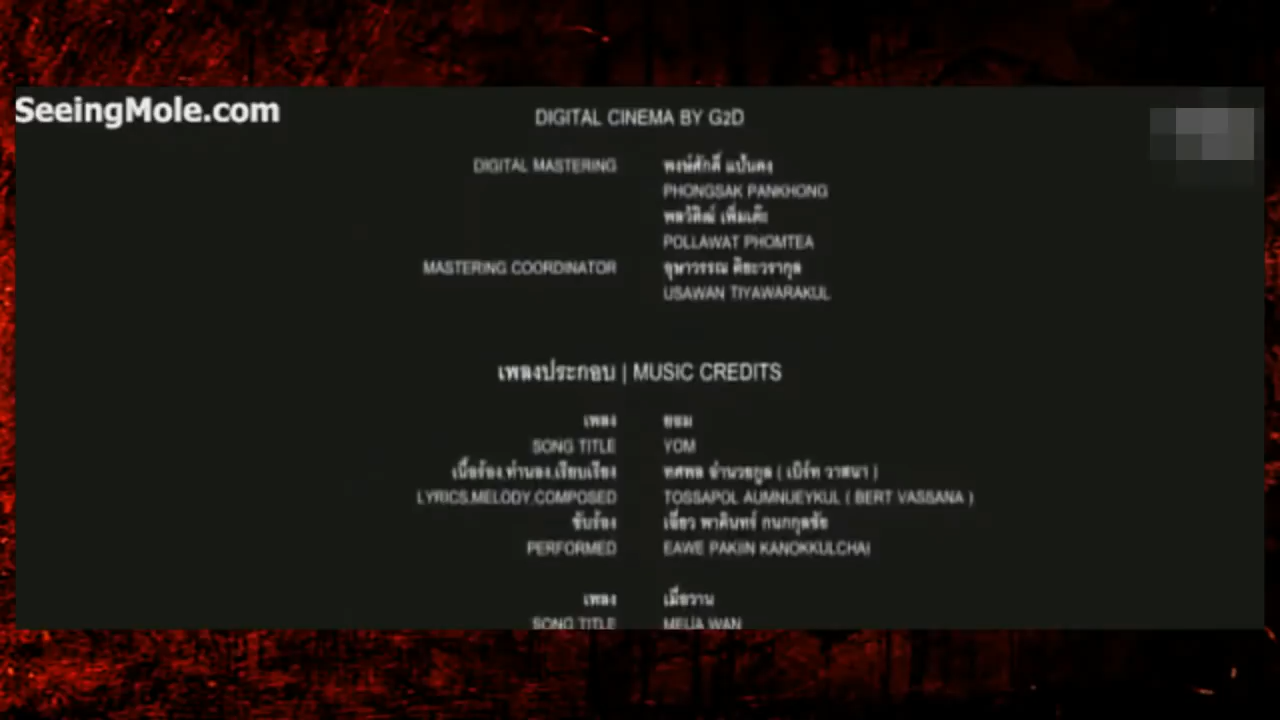 SeeingMole.com
DIGITAL CINEMA BY G2D
DIGITAL MASTERING พงษ์ศักดิ์ แป้นคง
PHONGSAK PANKHONG
พลวัฒน์
POLLAWAT PHOMTEA
MASTERING COORDINATOR อุษาวรรณ ติยะวรากุล
USAWAN TIYAWARAKUL
เพลงประกอบ | MUSIC CREDITS
เพลง ยอม
SONG TITLE YOM
เนื้อร้อง,ทำนอง,เรียบเรียง ทศพล อำนวยกูล ( เบิร์ท วาสนา )
LYRICS,MELODY,COMPOSED TOSSAPOL AUMNUEYKUL ( BERT VASSANA )
ขับร้อง เฉี่ยว พาคินทร์ กนกกุลชัย
PERFORMED EAWE PAKIIN KANOKKULCHAI
เพลง เมื่อวาน
SONG TITLE MEUA WAN